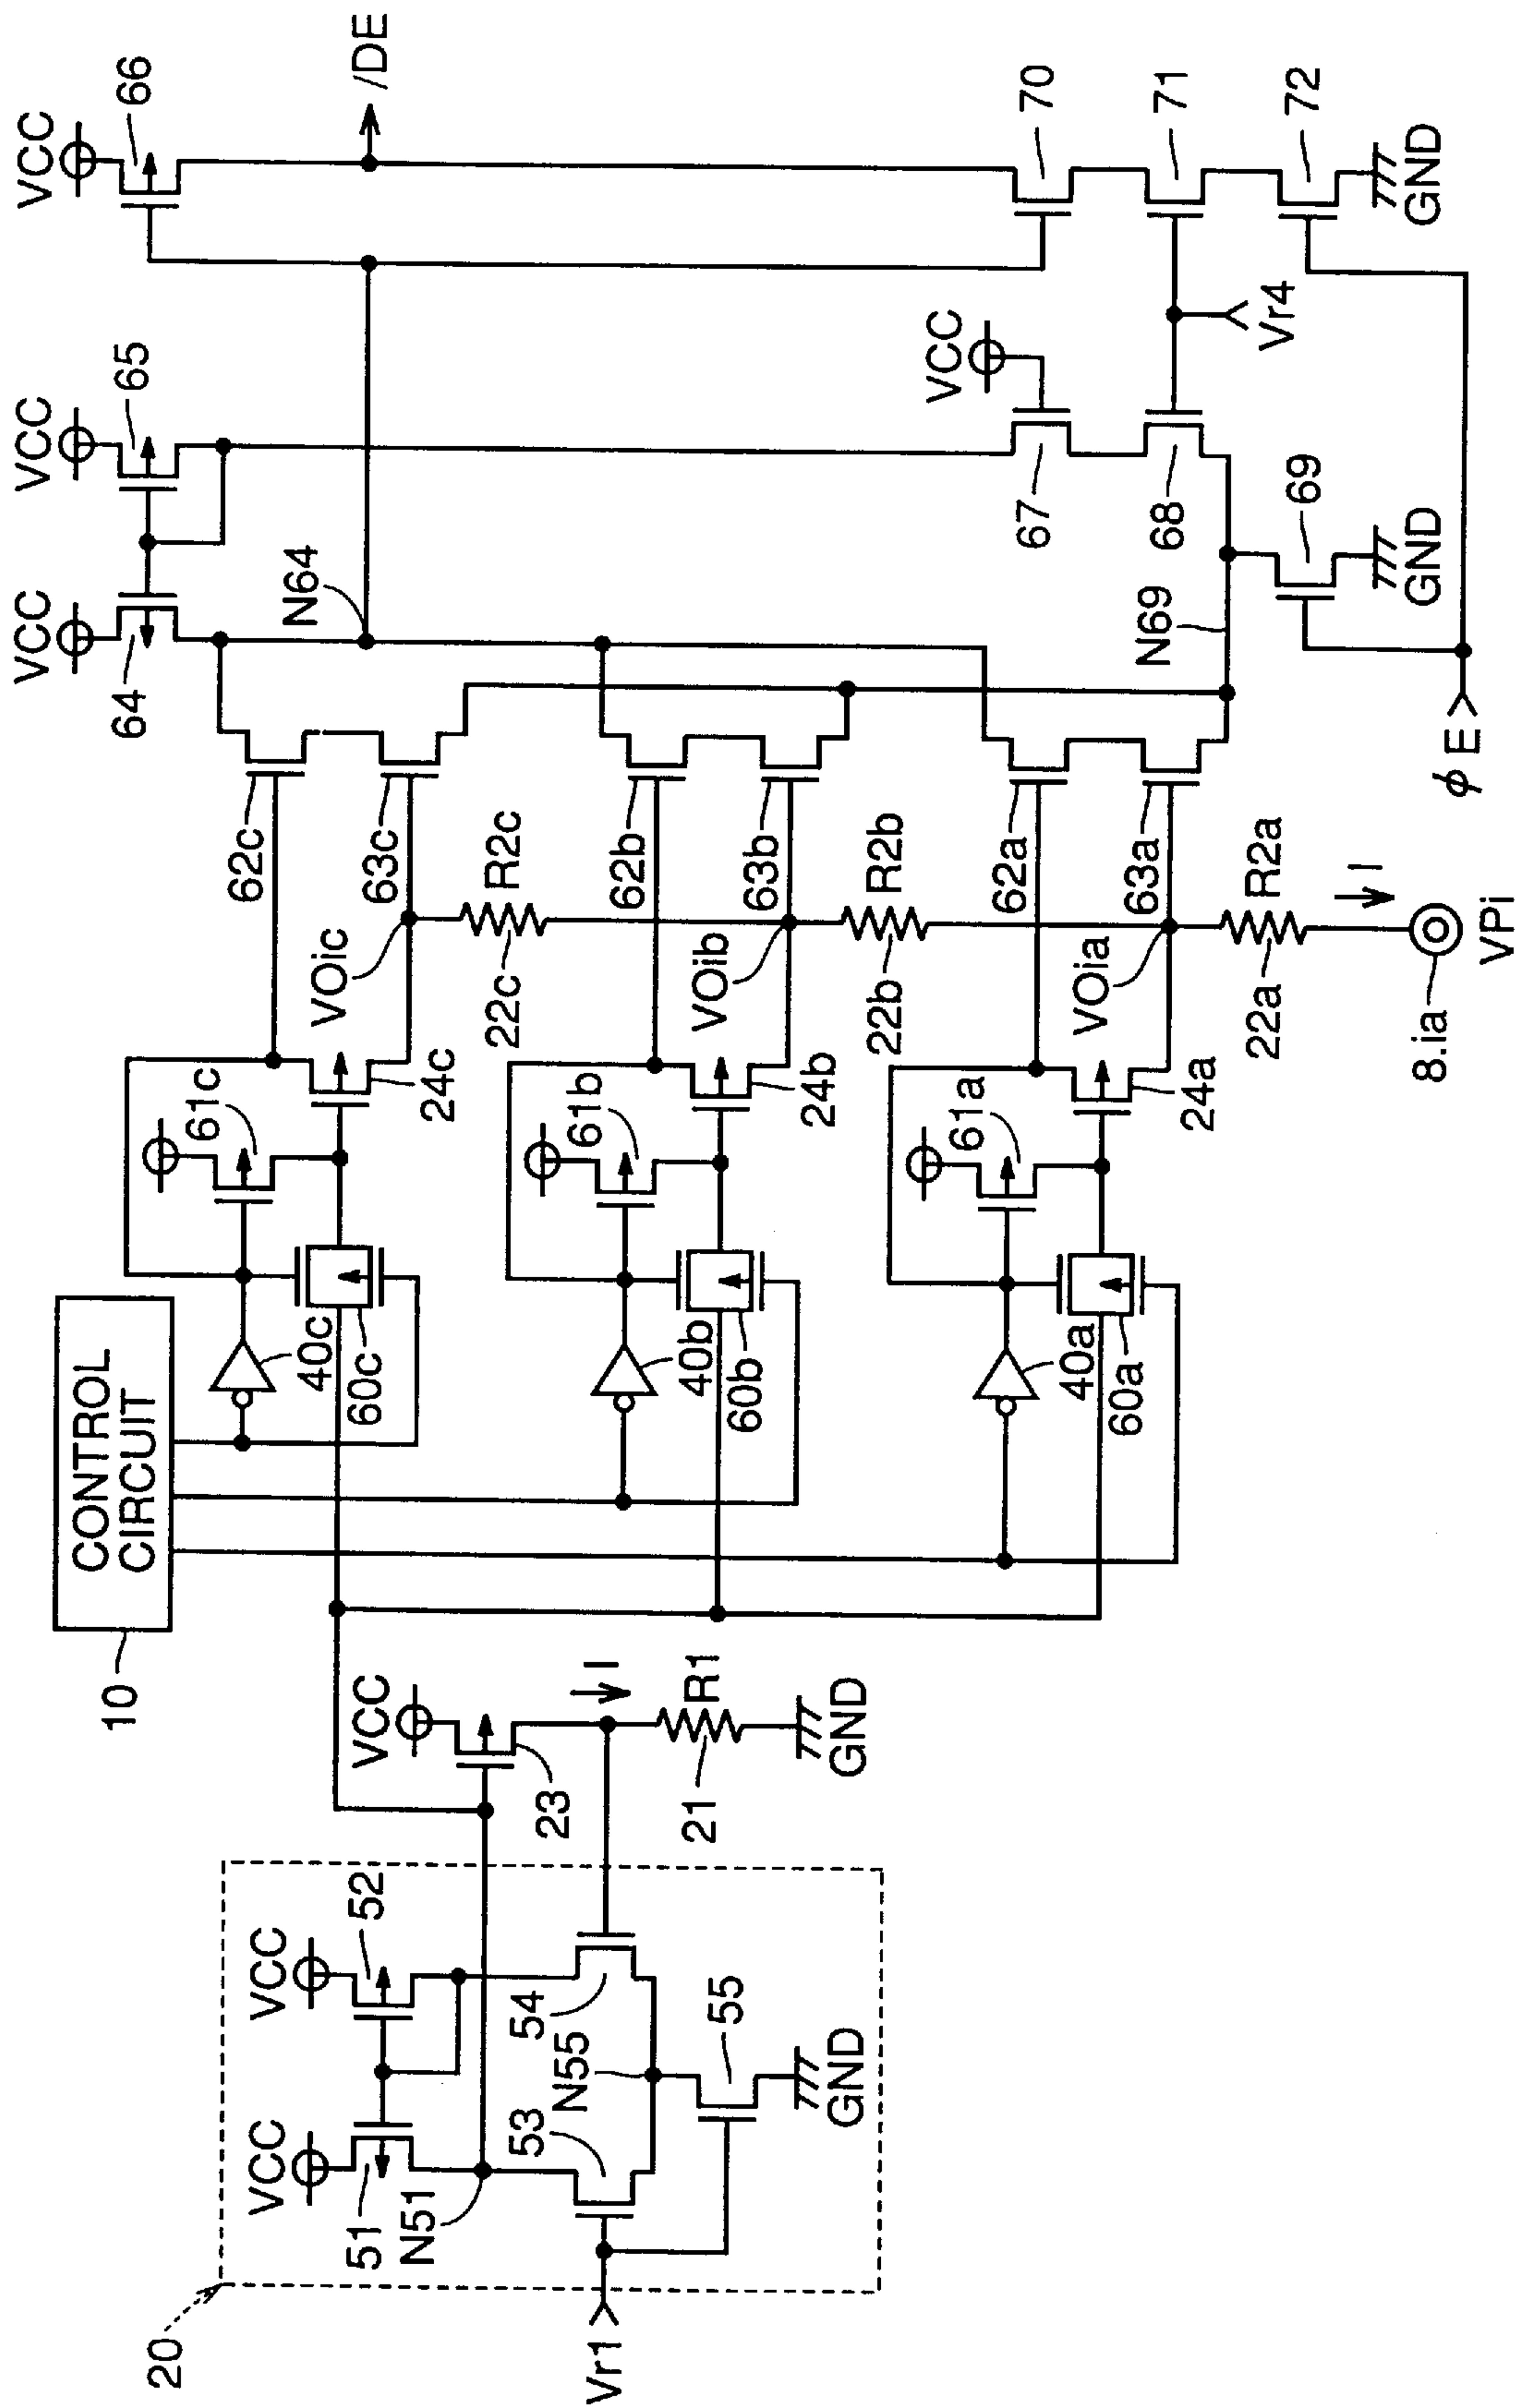 VCC
66
/DE
70
71
72
GND
VCC
65
VCC
67
68
Vr4
69
GND
VCC
64
N64
N69
φE
62c
63c
R2c
62b
63b
R2b
62a
63a
R2a
I
VPi
8.ia
VOic
22c
VOib
22b
VOia
22a
61c
24c
61b
24b
61a
24a
40c
60c
40b
60b
40a
60a
CONTROL
CIRCUIT
10
VCC
23
I
R1
21
GND
VCC
52
54
55
N55
GND
VCC
51
N51
53
20
Vr1